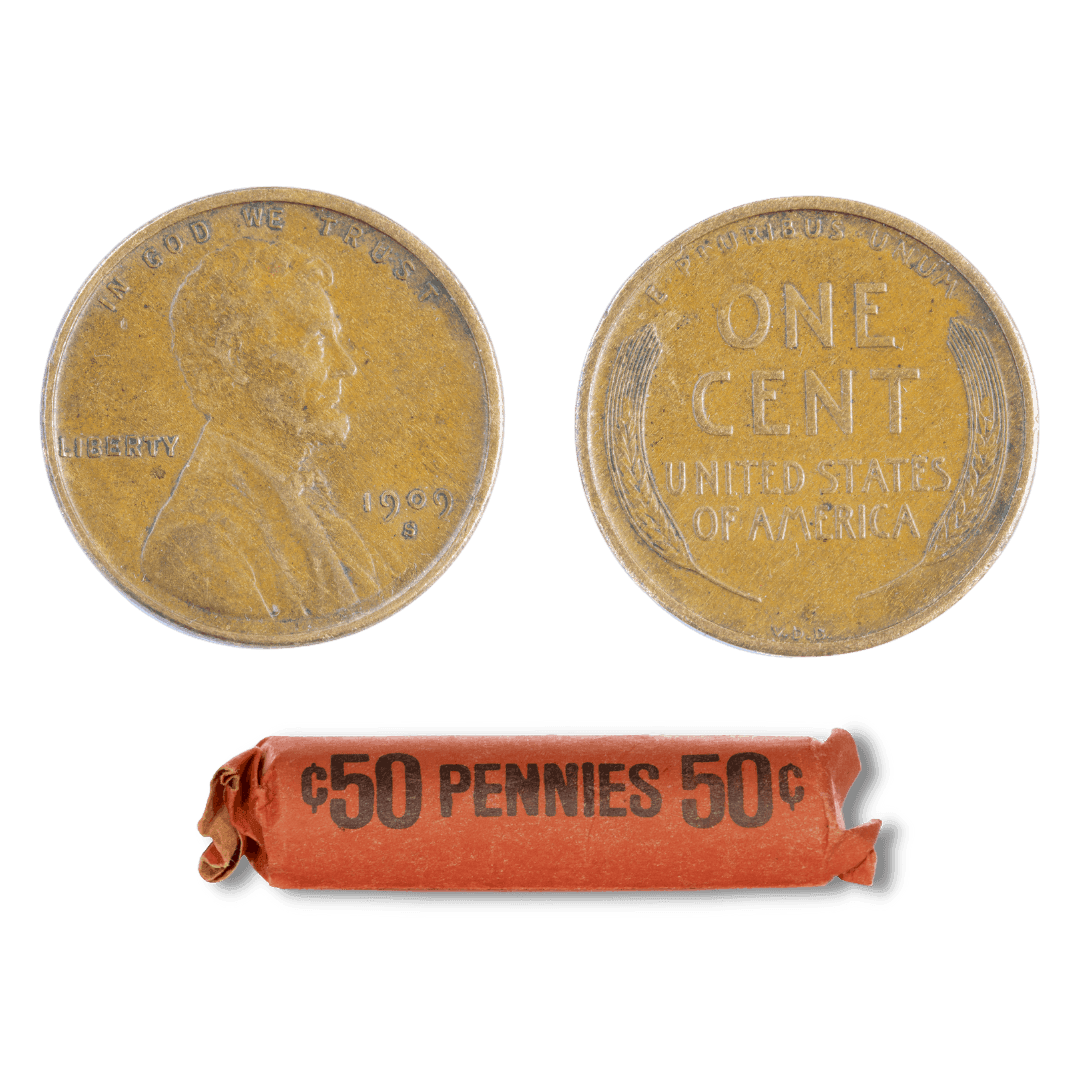 IN GOD WE TRUST
LIBERTY
1909
S
E PLURIBUS UNUM
ONE
CENT
UNITED STATES
OF AMERICA
V.D.B.
¢50 PENNIES 50¢